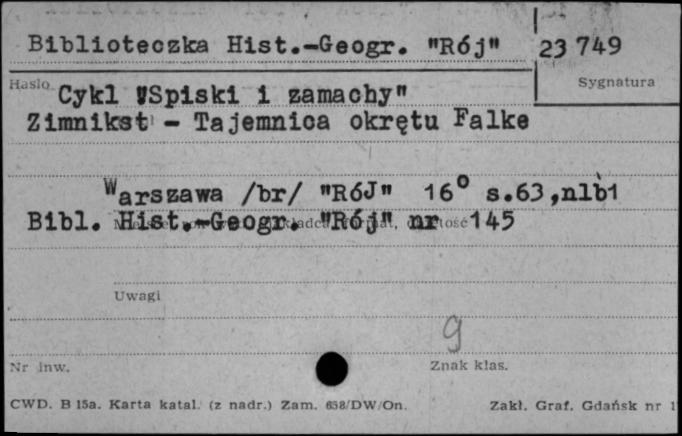 Biblioteczka Hist.-Geogr. "Rój" 23 749
Hasło Sygnatura
Cykl "Spiski i zamachy"
Zimnikst - Tajemnica okrętu Falke
Warszawa /br/ "RóJ" 16° s.63,nlb1
Bibl. Hist.-Geogr. "Rój" nr 145
Uwagi
9
Nr inw. Znak klas.
CWD. B 15a. Karta katal. (z nadr.) Zam. 658/DW/On. Zakł. Graf. Gdańsk nr 1